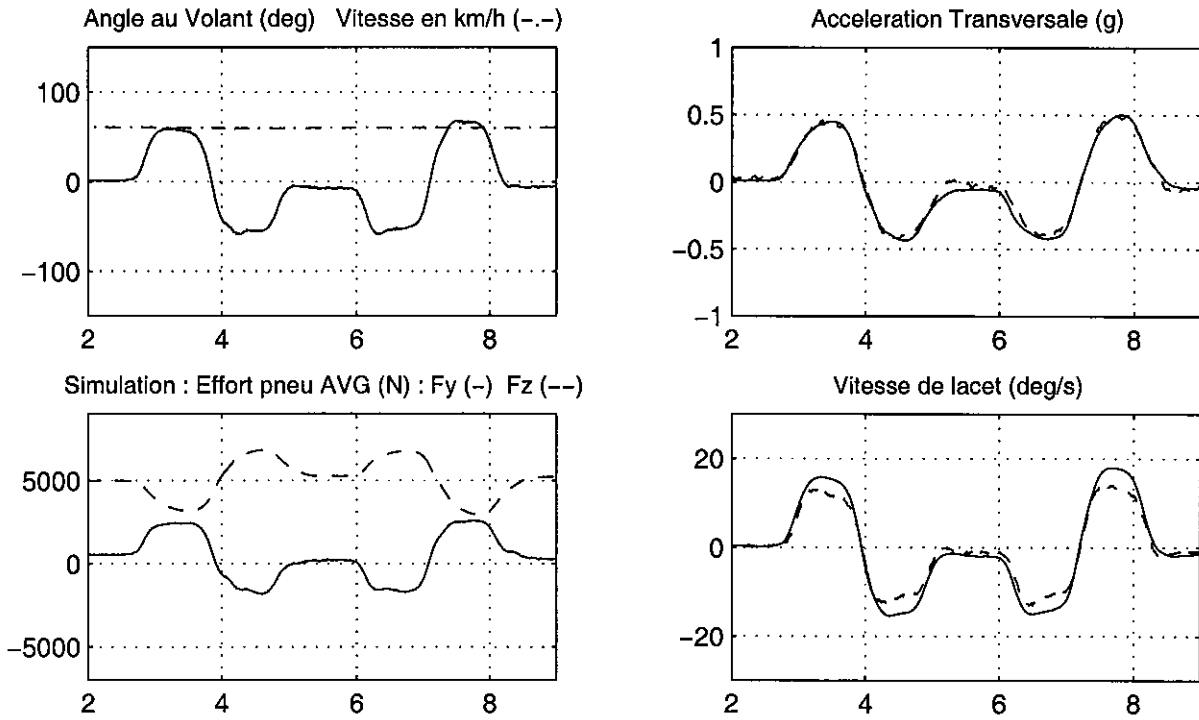 Angle au Volant (deg) Vitesse en km/h (-.-)
100
0
-100
2 4 6 8
Acceleration Transversale (g)
1
0.5
0
-0.5
-1
2 4 6 8
Simulation : Effort pneu AVG (N) : Fy (-) Fz (--)
5000
0
-5000
2 4 6 8
Vitesse de lacet (deg/s)
20
0
-20
2 4 6 8